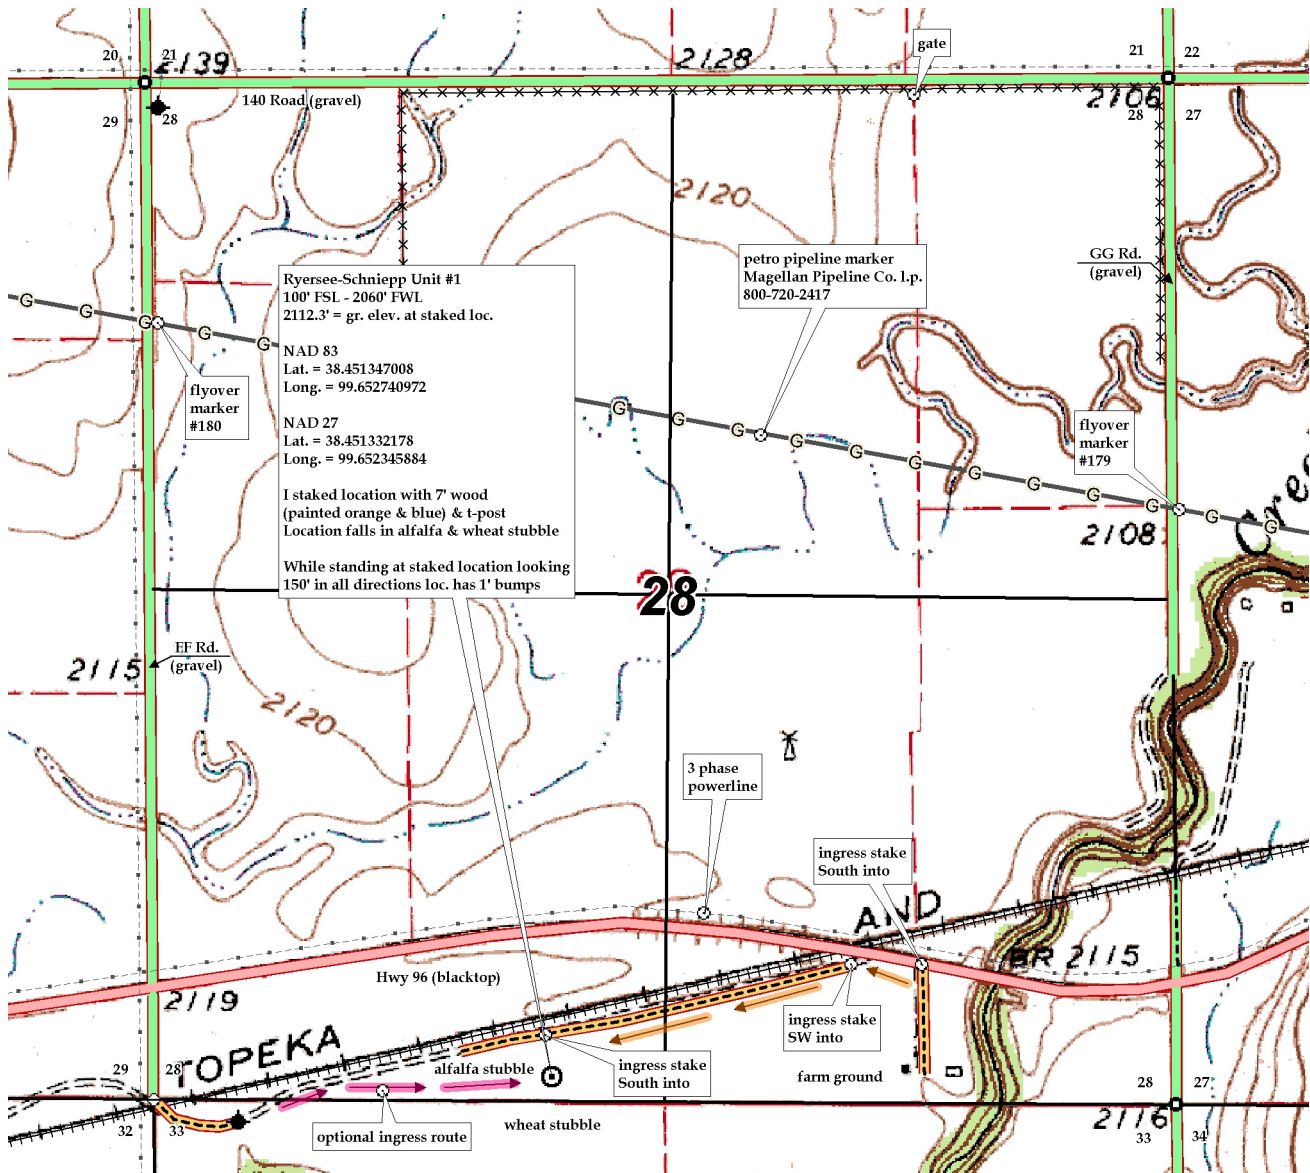 20
21
2139
2128
gate
21
22
140 Road (gravel)
2106
29
28
28
27
2120
GG Rd.
(gravel)
petro pipeline marker
Magellan Pipeline Co. l.p.
800-720-2417
Ryersee-Schniepp Unit #1
100' FSL - 2060' FWL
2112.3' = gr. elev. at staked loc.
NAD 83
Lat. = 38.451347008
Long. = 99.652740972
NAD 27
Lat. = 38.451332178
Long. = 99.652345884
I staked location with 7' wood
(painted orange & blue) & t-post
Location falls in alfalfa & wheat stubble
While standing at staked location looking
150' in all directions loc. has 1' bumps
G
G
G
G
G
flyover
marker
#180
G
G
G
G
G
G
G
G
G
G
G
G
flyover
marker
#179
2108
Cree
28
EF Rd.
(gravel)
2115
2120
3 phase
powerline
ingress stake
South into
AND
BR 2115
Hwy 96 (blacktop)
2119
TOPEKA
ingress stake
SW into
29
28
alfalfa stubble
ingress stake
South into
farm ground
28
27
2116
32
33
optional ingress route
wheat stubble
33
34